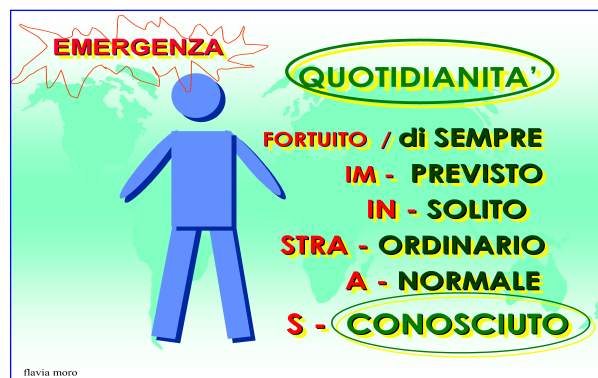 EMERGENZA
QUOTIDIANITA'
FORTUITO / di SEMPRE
IM - PREVISTO
IN - SOLITO
STRA - ORDINARIO
A - NORMALE
S - CONOSCIUTO
flavia moro